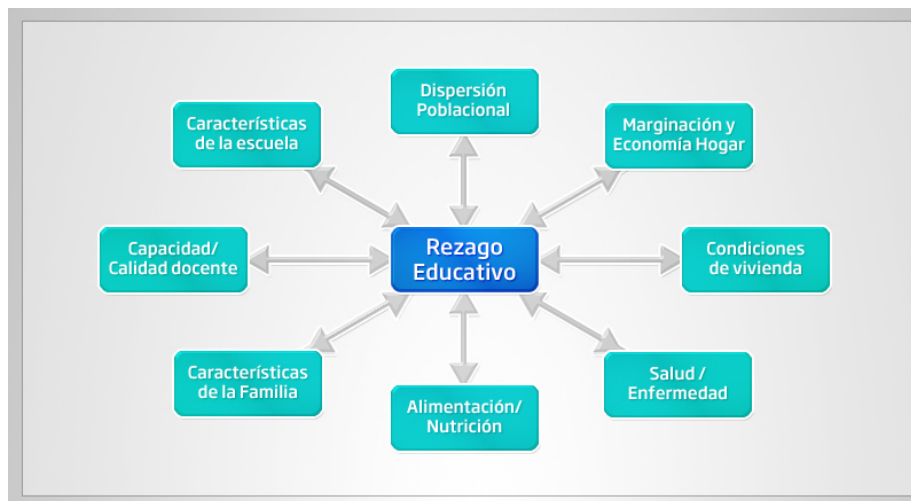 Dispersión
Poblacional
Características
de la escuela
Marginación y
Economía Hogar
Capacidad/
Calidad docente
Rezago
Educativo
Condiciones
de vivienda
Características
de la Familia
Alimentación/
Nutrición
Salud /
Enfermedad